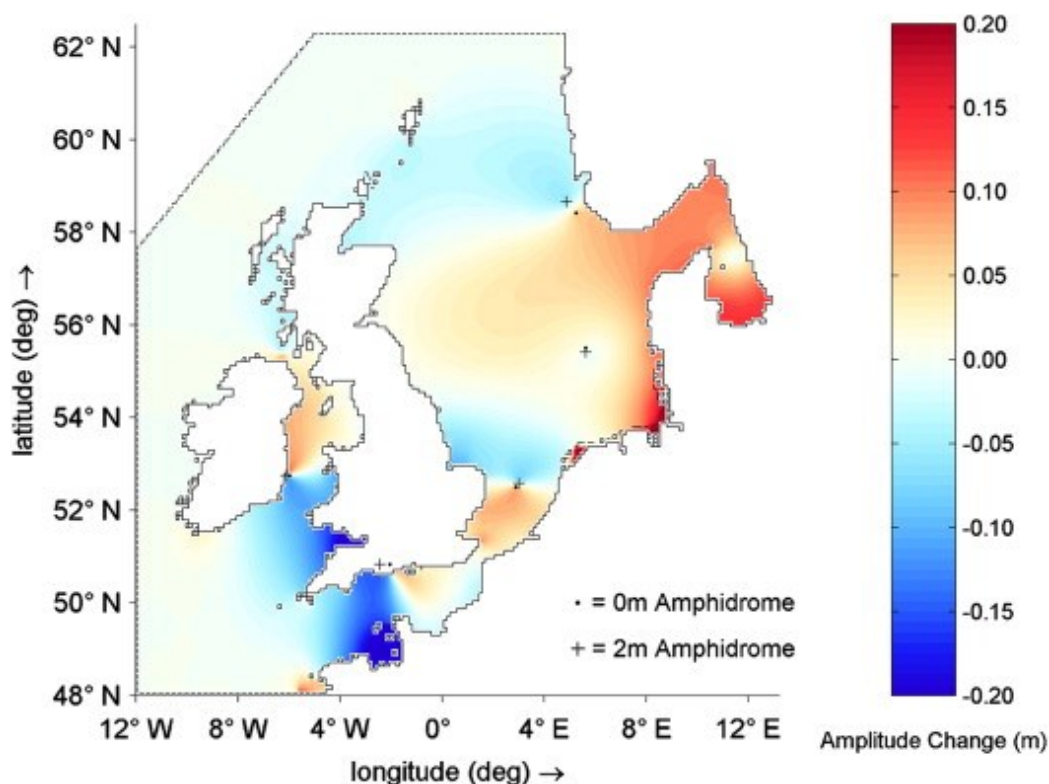 62° N
60° N
58° N
56° N
54° N
52° N
50° N
48° N
latitude (deg) →
12° W
8° W
4° W
0°
4° E
8° E
12° E
longitude (deg) →
· = 0m Amphidrome
+ = 2m Amphidrome
0.20
0.15
0.10
0.05
0.00
-0.05
-0.10
-0.15
-0.20
Amplitude Change (m)